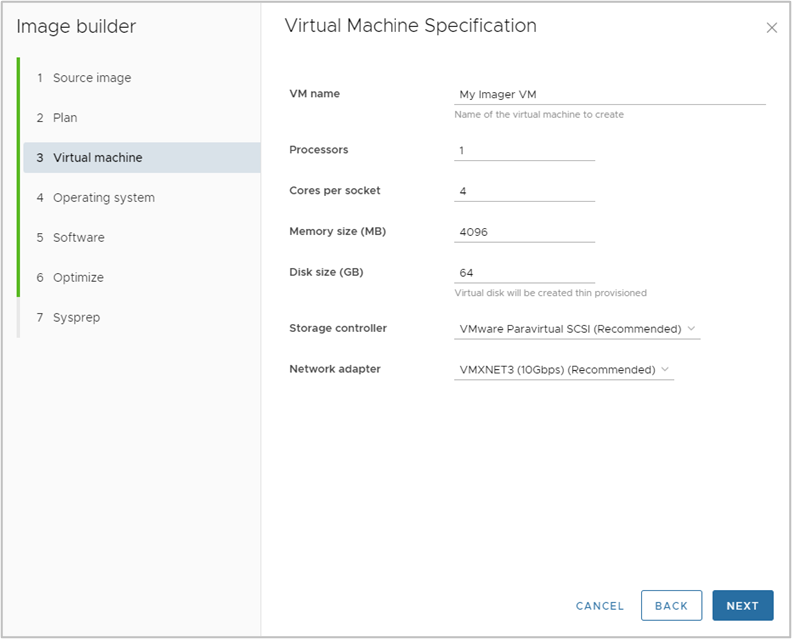 Image builder
1 Source image
2 Plan
3 Virtual machine
4 Operating system
5 Software
6 Optimize
7 Sysprep
Virtual Machine Specification
VM name
My Imager VM
Name of the virtual machine to create
Processors
1
Cores per socket
4
Memory size (MB)
4096
Disk size (GB)
64
Virtual disk will be created thin provisioned
Storage controller
VMware Paravirtual SCSI (Recommended)
Network adapter
VMXNET3 (10Gbps) (Recommended)
CANCEL
BACK
NEXT